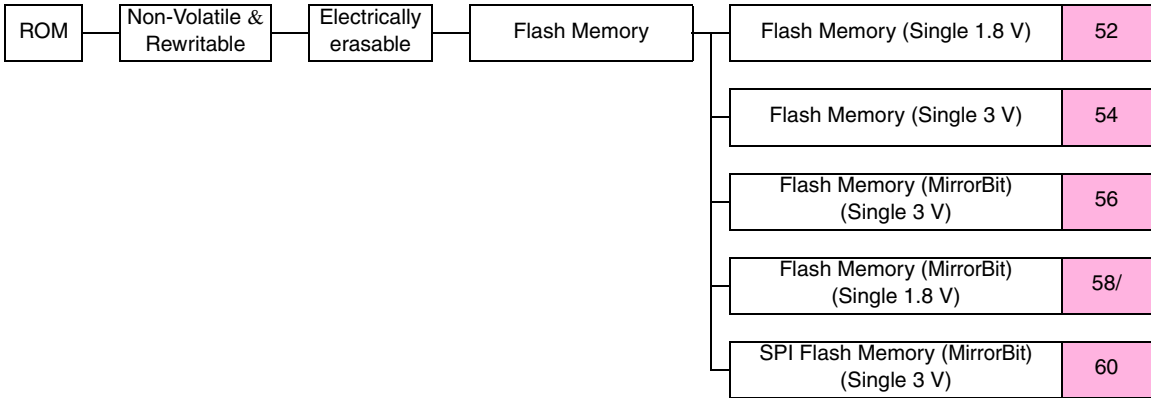 ROM
Non-Volatile &
Rewritable
Electrically
erasable
Flash Memory
Flash Memory (Single 1.8 V)
52
Flash Memory (Single 3 V)
54
Flash Memory (MirrorBit)
(Single 3 V)
56
Flash Memory (MirrorBit)
(Single 1.8 V)
58/
SPI Flash Memory (MirrorBit)
(Single 3 V)
60